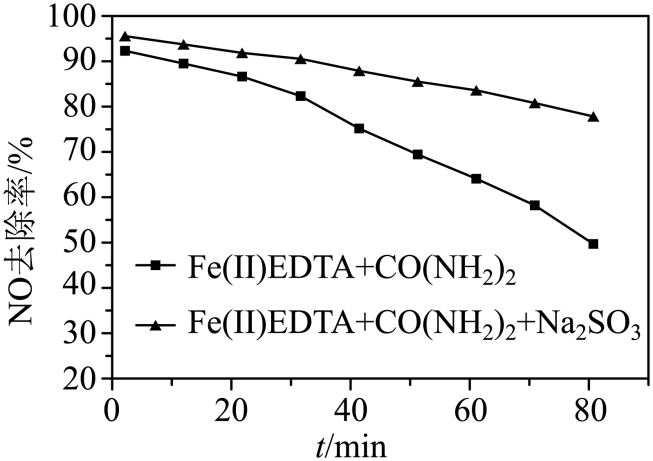 100
90
80
70
60
50
40
30
20
NO去除率/%
Fe(II)EDTA+CO(NH₂)₂
Fe(II)EDTA+CO(NH₂)₂+Na₂SO₃
0 20 40 60 80
t/min